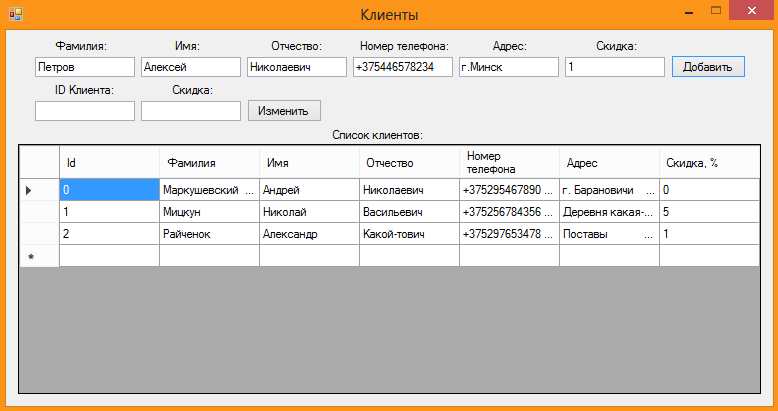 Клиенты
Фамилия: Имя: Отчество: Номер телефона: Адрес: Скидка:
Петров Алексей Николаевич +375446578234 г.Минск 1 Добавить
ID Клиента: Скидка:
Изменить
Список клиентов:
Id Фамилия Имя Отчество Номер телефона Адрес Скидка, %
0 Маркушевский ... Андрей Николаевич +375295467890 ... г. Барановичи ... 0
1 Мицкун Николай Васильевич +375256784356 ... Деревня какая-... 5
2 Райченок Александр Какой-тович +375297653478 ... Поставы ... 1